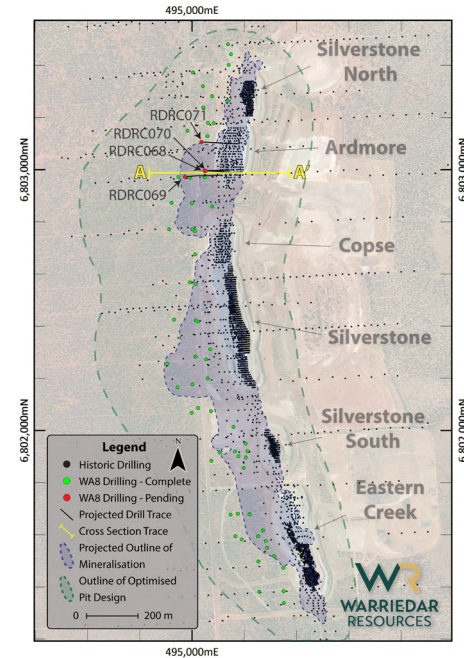 495,000mE
Silverstone
North
RDRC071
RDRC070
RDRC068
Ardmore
6,803,000mN
A
A'
6,803,000mN
RDRC069
Copse
Silverstone
Silverstone
South
6,802,000mN
6,802,000mN
Legend
N
Historic Drilling
WA8 Drilling - Complete
WA8 Drilling - Pending
Projected Drill Trace
Cross Section Trace
Projected Outline of
Mineralisation
Outline of Optimised
Pit Design
0 200 m
Eastern
Creek
WR
WARRIEDAR
RESOURCES
495,000mE